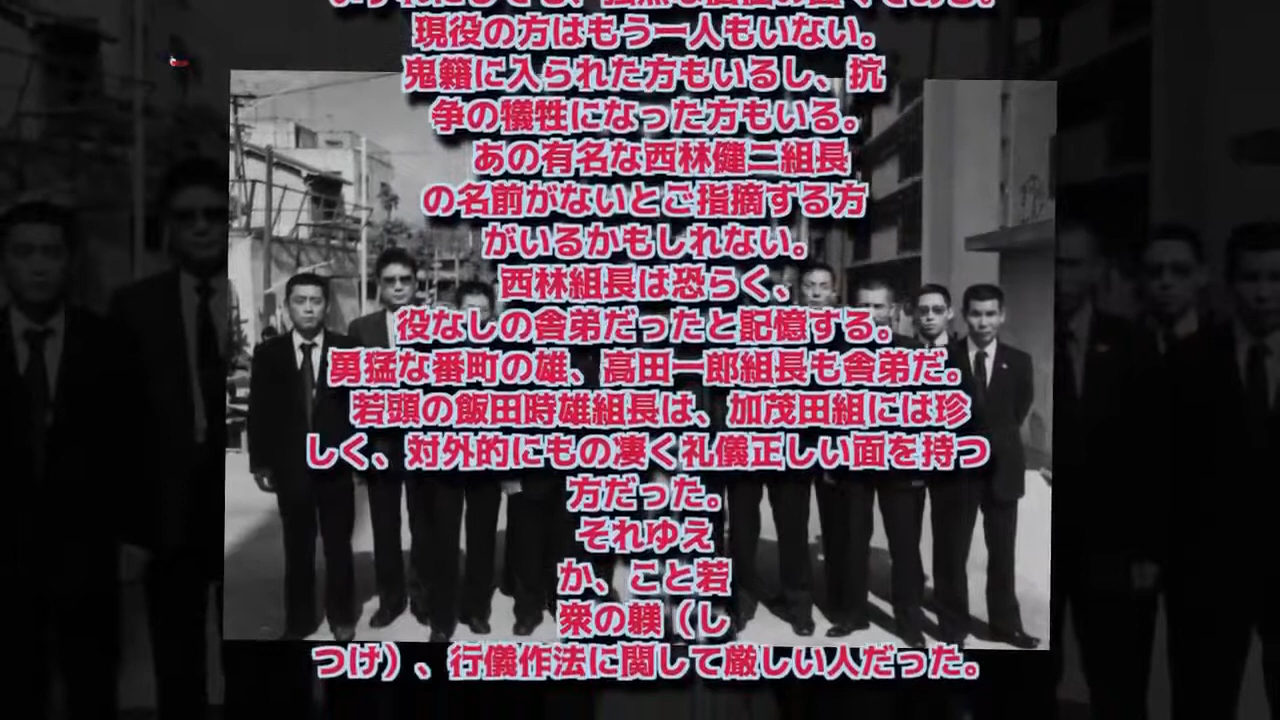 現役の方はもう一人もいない。
鬼籍に入られた方もいるし、抗
争の犠牲になった方もいる。
あの有名な西林健二組長
の名前がないとご指摘する方
がいるかもしれない。
西林組長は恐らく、
役なしの舎弟だったと記憶する。
勇猛な番町の雄、高田一郎組長も舎弟だ。
若頭の飯田時雄組長は、加茂田組には珍
しく、対外的にもの凄く礼儀正しい面を持つ
方だった。
それゆえ
か、こと若
衆の躾（し
つけ）、行儀作法に関して厳しい人だった。